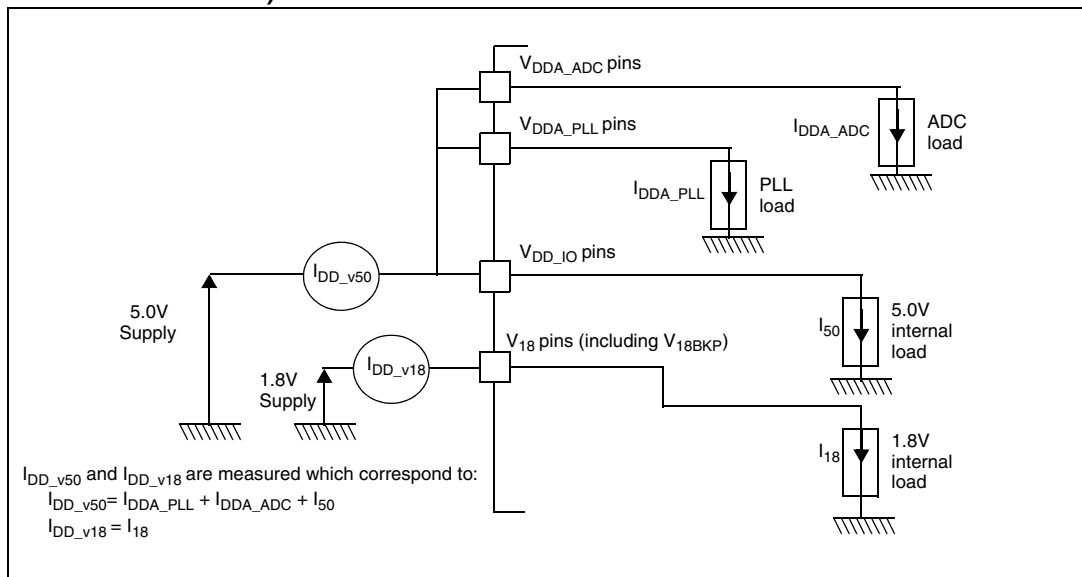 V_DDA_ADC pins
I_DDA_ADC
ADC
load
V_DDA_PLL pins
I_DDA_PLL
PLL
load
V_DD_IO pins
I_DD_v50
5.0V
Supply
I_50
5.0V
internal
load
V_18 pins (including V_18BKP)
I_DD_v18
1.8V
Supply
I_18
1.8V
internal
load
I_DD_v50 and I_DD_v18 are measured which correspond to:
I_DD_v50= I_DDA_PLL + I_DDA_ADC + I_50
I_DD_v18 = I_18